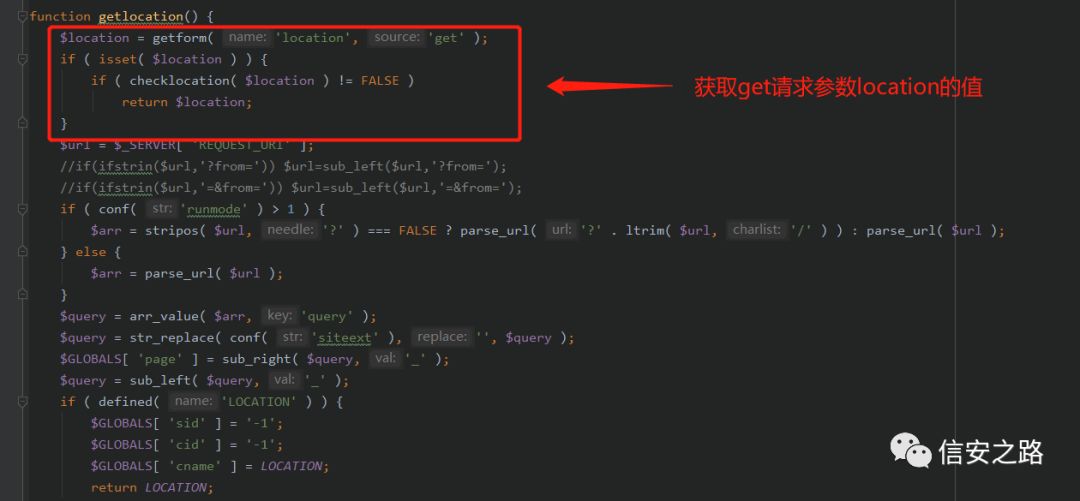 function getlocation() {
$location = getform( name: 'location', source: 'get' );
if ( isset( $location ) ) {
if ( checklocation( $location ) != FALSE )
return $location;
}
获取get请求参数location的值
$url = $_SERVER[ 'REQUEST_URI' ];
//if(ifstrin($url,'?from=')) $url=sub_left($url,'?from=');
//if(ifstrin($url,'=&from=')) $url=sub_left($url,'=&from=');
if ( conf( str: 'runmode' ) > 1 ) {
$arr = stripos( $url, needle: '?' ) === FALSE ? parse_url( url: '?' . ltrim( $url, charlist: '/' ) ) : parse_url( $url );
} else {
$arr = parse_url( $url );
}
$query = arr_value( $arr, key: 'query' );
$query = str_replace( conf( str: 'siteext' ), replace: '', $query );
$GLOBALS[ 'page' ] = sub_right( $query, val: '_' );
$query = sub_left( $query, val: '_' );
if ( defined( name: 'LOCATION' ) ) {
$GLOBALS[ 'sid' ] = '-1';
$GLOBALS[ 'cid' ] = '-1';
$GLOBALS[ 'cname' ] = LOCATION;
return LOCATION;
信安之路